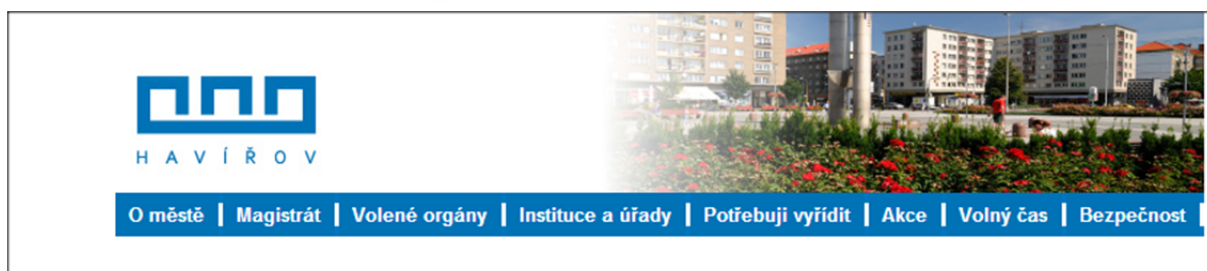 HAVÍŘOV
O městě | Magistrát | Volené orgány | Instituce a úřady | Potřebuji vyřídit | Akce | Volný čas | Bezpečnost |